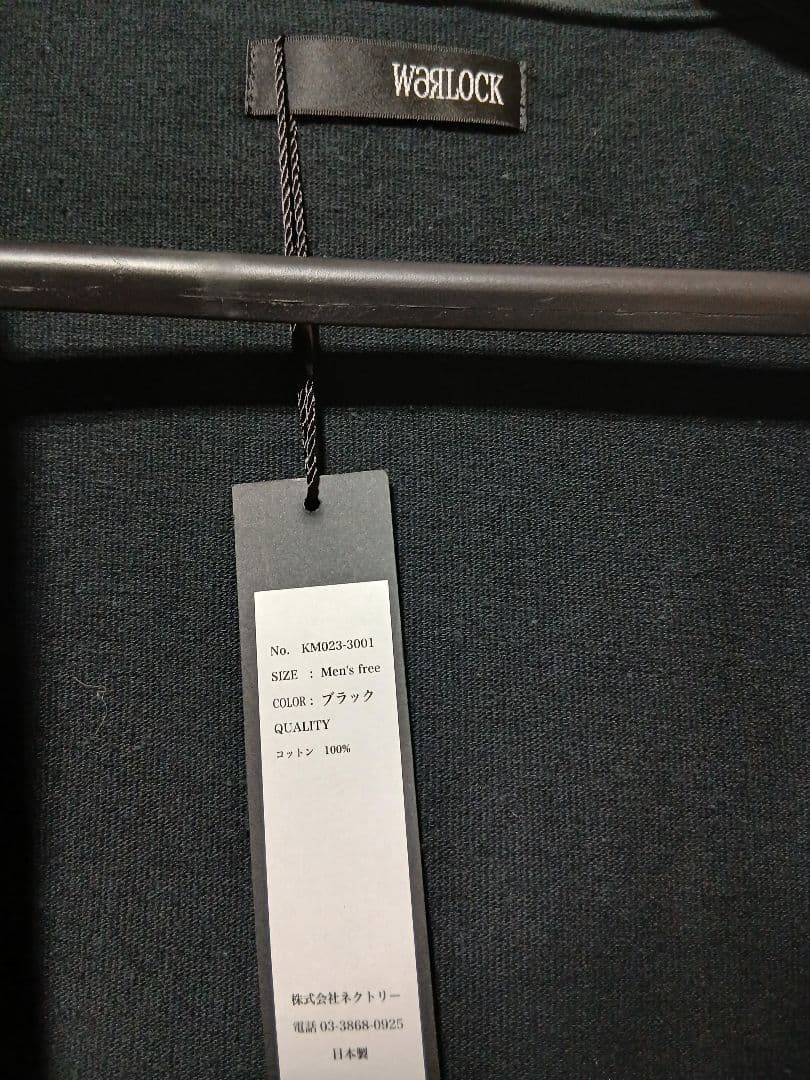 WaRLOCK
No. KM023-3001
SIZE : Men's free
COLOR : ブラック
QUALITY
コットン 100%
株式会社ネクトリー
電話 03-3868-0925
日本製